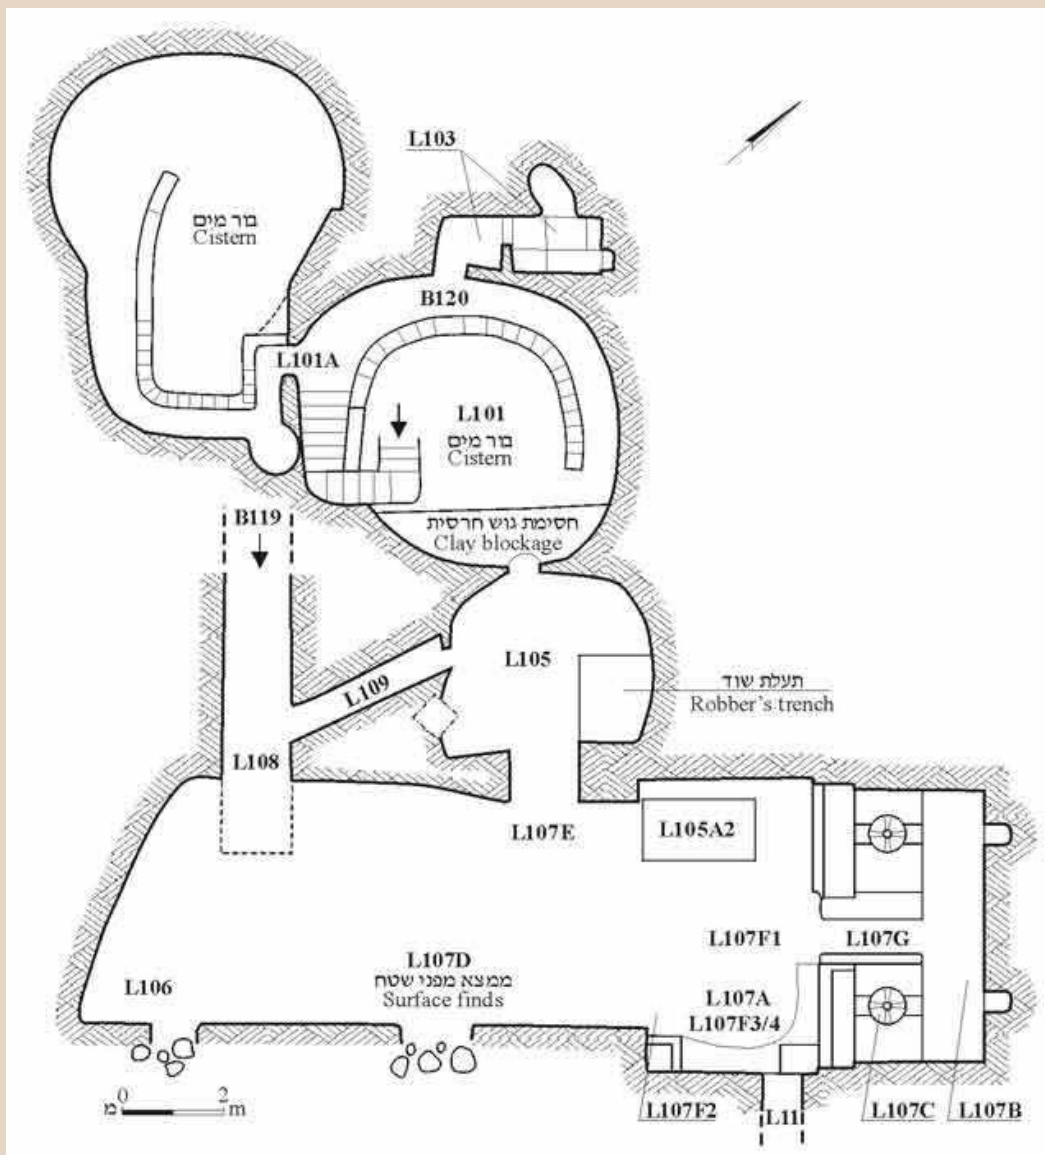 L103
בור מים
Cistern
B120
L101A
L101
בור מים
Cistern
B119
חסימת גוש חרסית
Clay blockage
L105
תעלת שוד
Robber's trench
L109
L108
L107E
L105A2
L107F1
L107G
L107D
ממצא מפני שטח
Surface finds
L106
L107A
L107F3/4
0 2
מ m
L107F2
L11
L107C
L107B